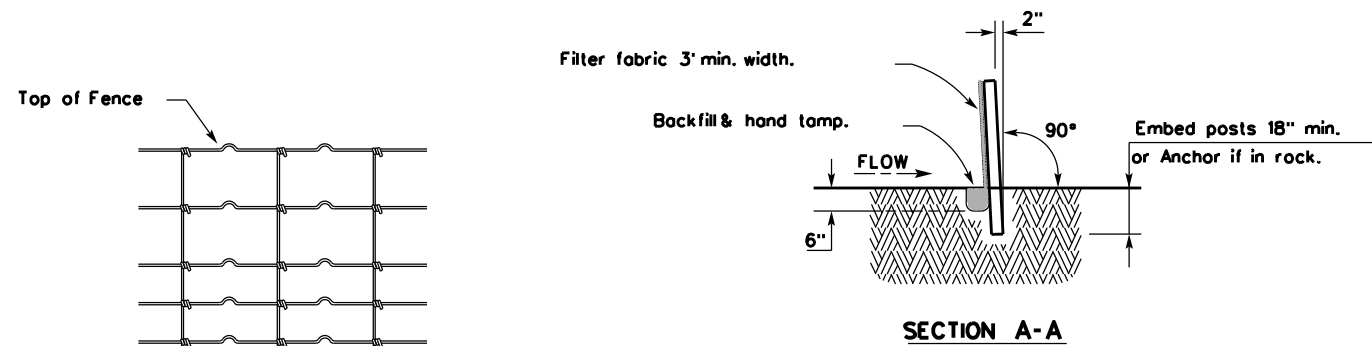 2"
Filter fabric 3' min. width.
Top of Fence
Backfill & hand tamp.
90°
Embed posts 18" min.
or Anchor if in rock.
FLOW
6"
SECTION A-A